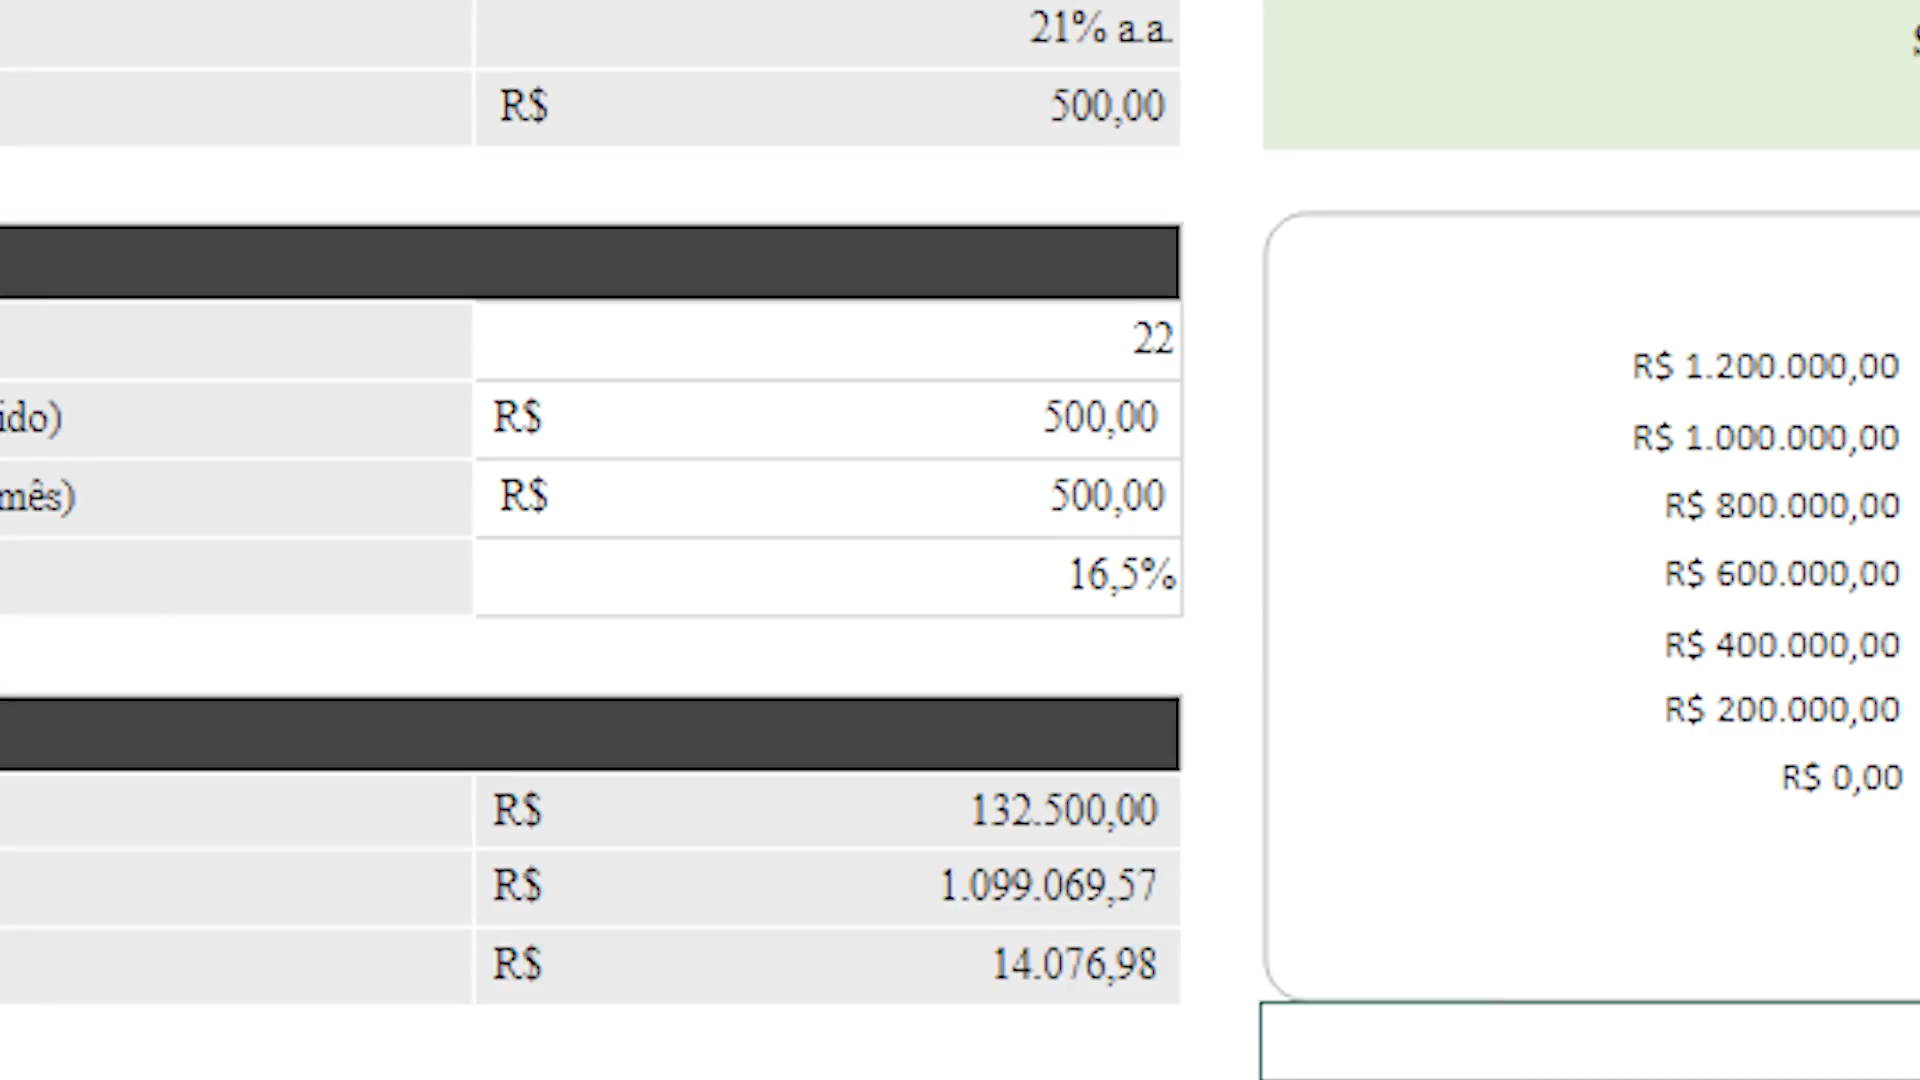 21% a.a.
R$ 500,00
22
ido) R$ 500,00
mês) R$ 500,00
16,5%
R$ 132.500,00
R$ 1.099.069,57
R$ 14.076,98
R$ 1.200.000,00
R$ 1.000.000,00
R$ 800.000,00
R$ 600.000,00
R$ 400.000,00
R$ 200.000,00
R$ 0,00